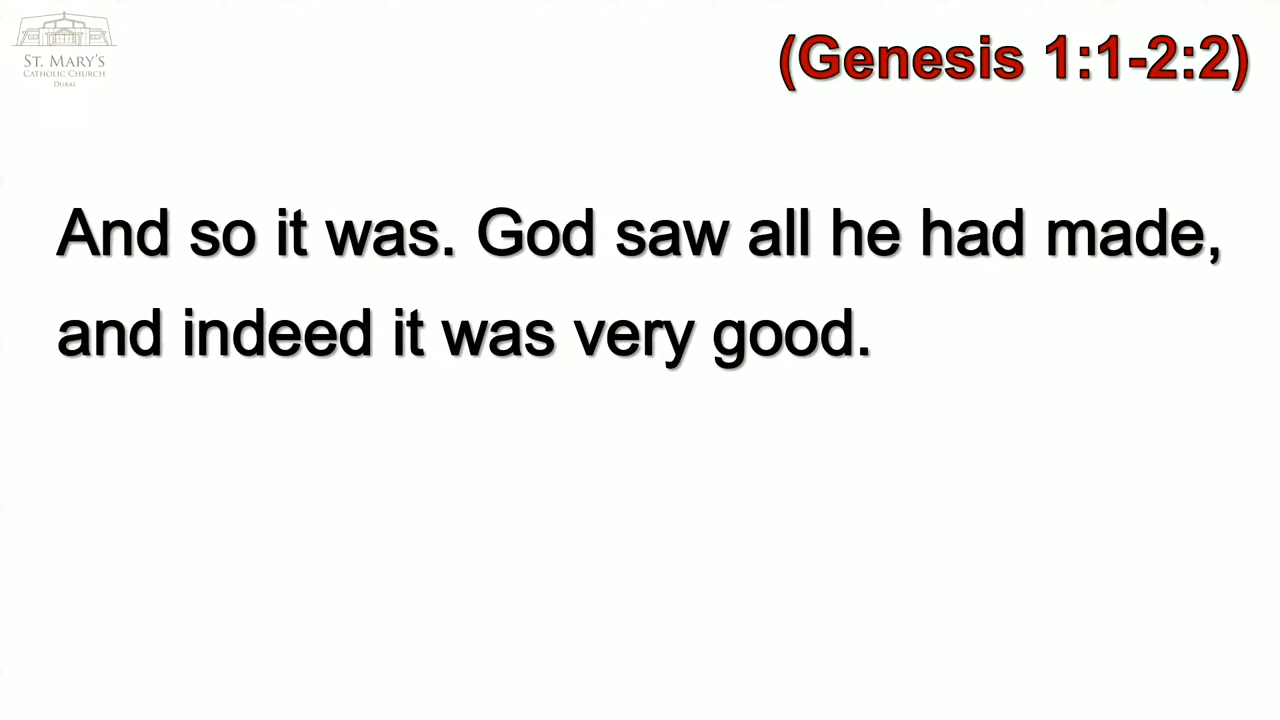 ST. MARY'S
CATHOLIC CHURCH
DUBAI
(Genesis 1:1-2:2)
And so it was. God saw all he had made,
and indeed it was very good.